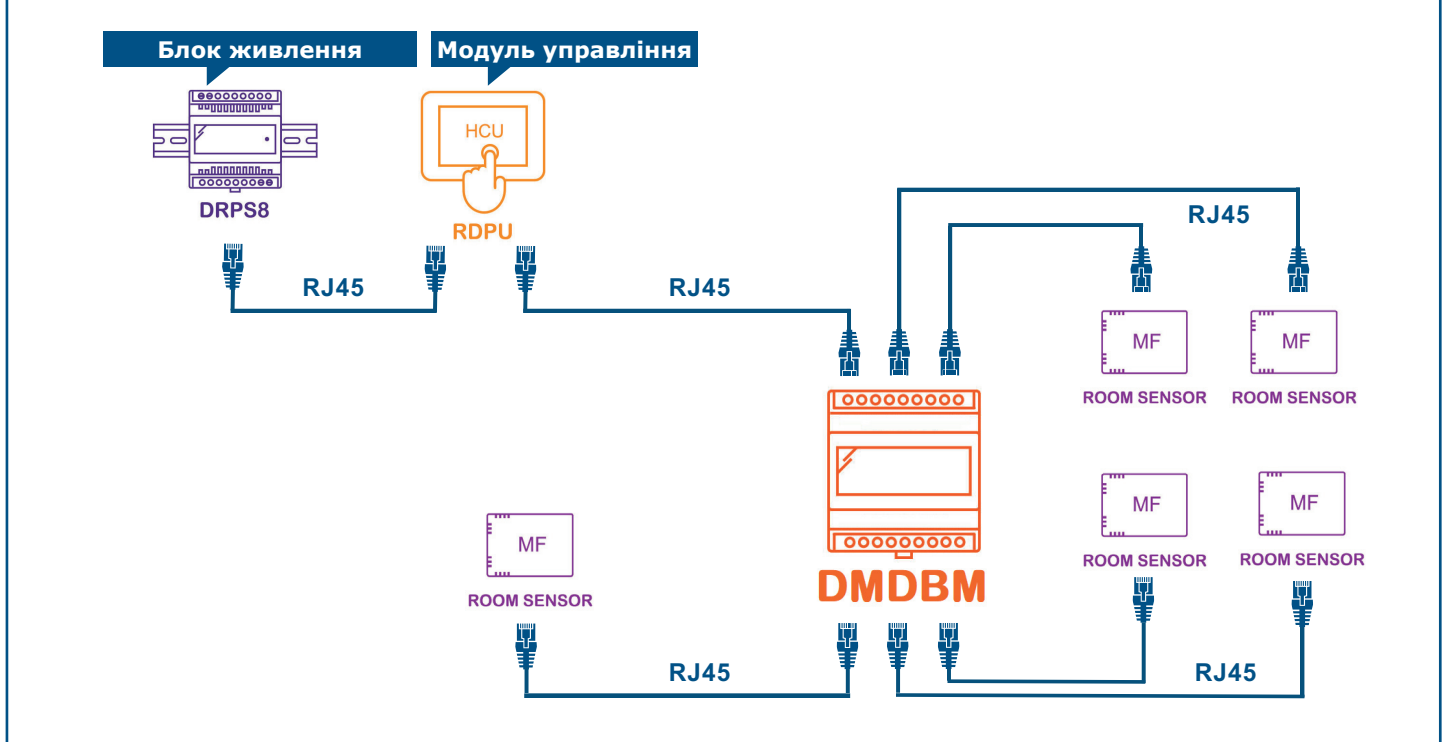 Блок живлення
Модуль управління
HCU
DRPS8
RDPU
RJ45
RJ45
RJ45
MF
MF
ROOM SENSOR
ROOM SENSOR
MF
MF
ROOM SENSOR
ROOM SENSOR
MF
ROOM SENSOR
DMDBM
RJ45
RJ45